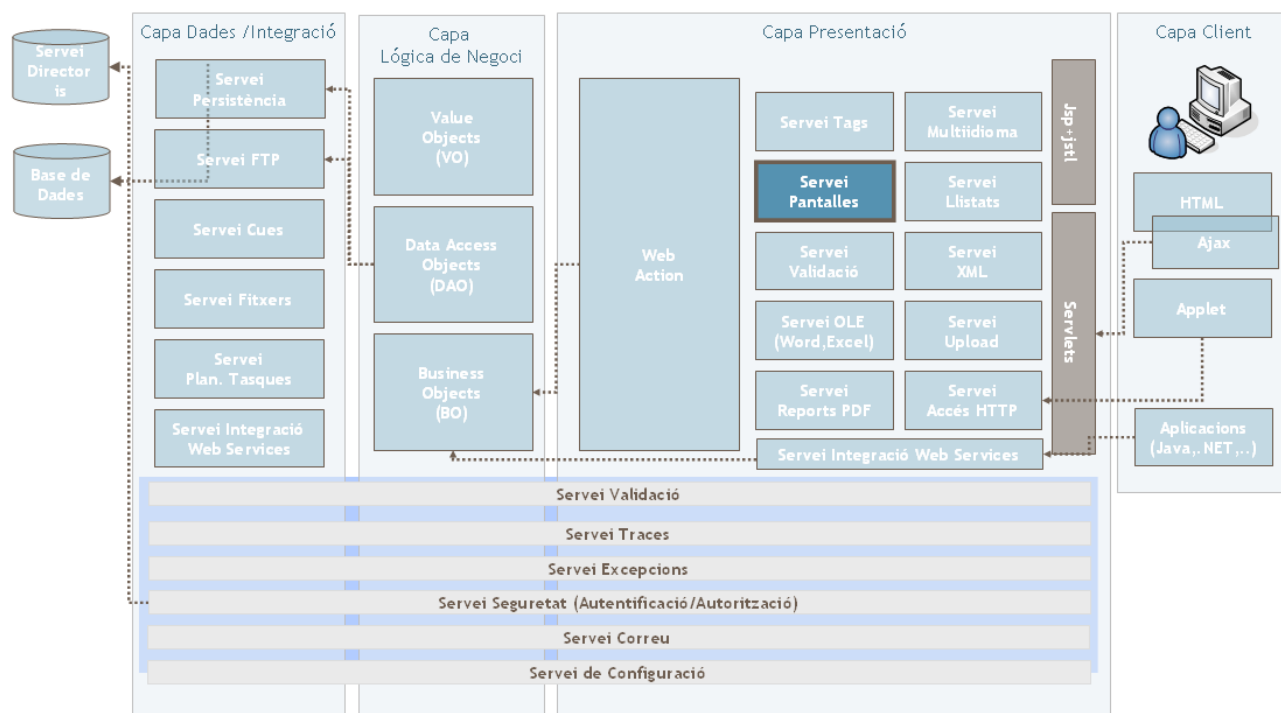 Servei
Director
is
Base de
Dades
Capa Dades /Integració
Servei
Persistència
Servei FTP
Servei Cues
Servei Fitxers
Servei
Plan. Tasques
Servei Integració
Web Services
Capa
Lógica de Negoci
Value
Objects
(VO)
Data Access
Objects
(DAO)
Business
Objects
(BO)
Capa Presentació
Web
Action
Servei Tags
Servei
Multiidioma
Servei
Pantalles
Servei
Llistats
Servei
Validació
Servei
XML
Servei OLE
(Word,Excel)
Servei
Upload
Servei
Reports PDF
Servei
Accés HTTP
Servei Integració Web Services
Jsp+jstl
Servlets
Capa Client
HTML
Ajax
Applet
Aplicacions
(Java,.NET,..)
Servei Validació
Servei Traces
Servei Excepcions
Servei Seguretat (Autentificació/Autorització)
Servei Correu
Servei de Configuració